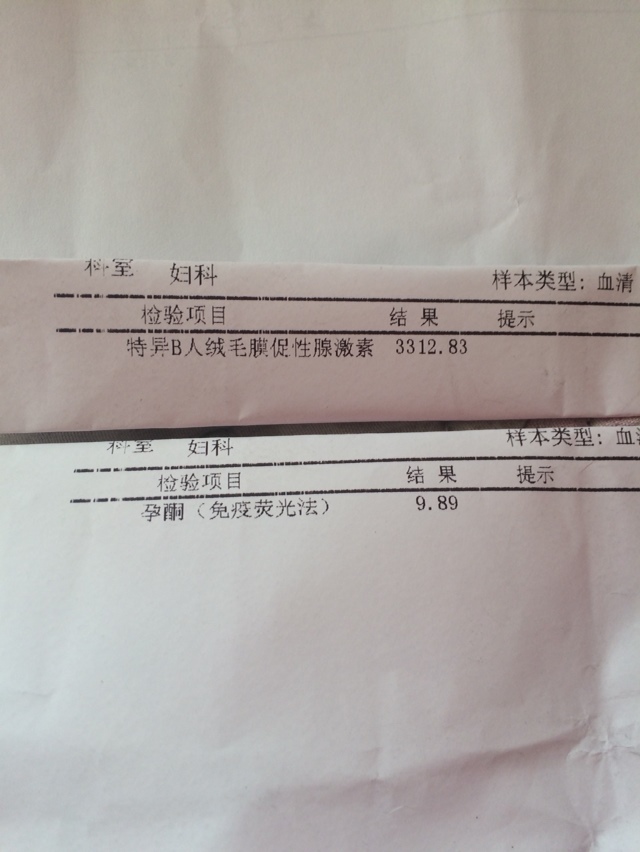 科室 妇科 样本类型: 血清
检验项目 结 果 提示
特异B人绒毛膜促性腺激素 3312.83
科室 妇科 样本类型: 血清
检验项目 结 果 提示
孕酮（免疫荧光法） 9.89